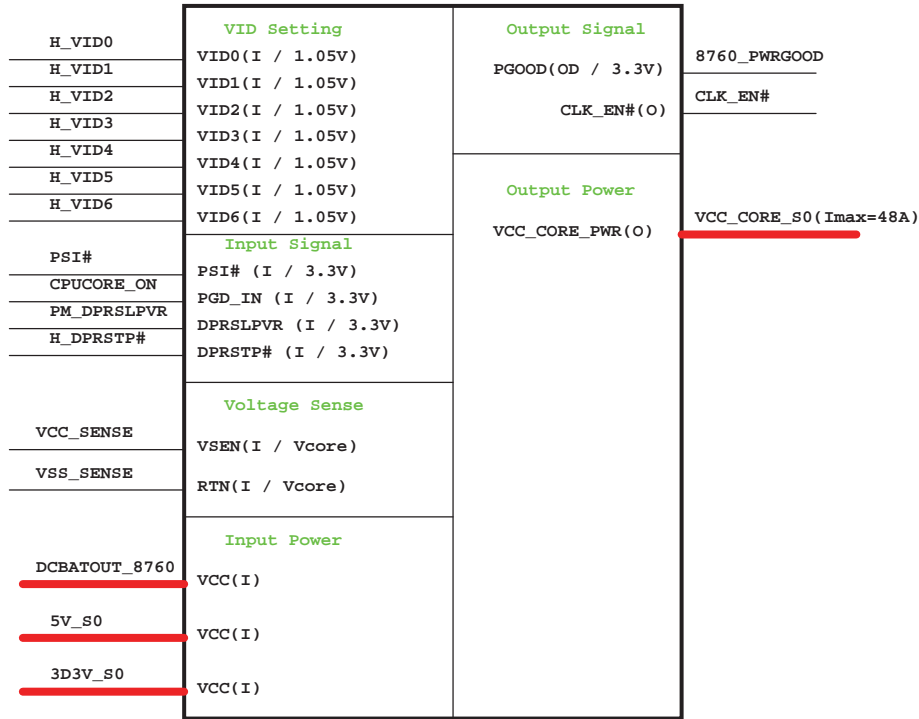 VID Setting
H_VID0
VID0(I / 1.05V)
H_VID1
VID1(I / 1.05V)
H_VID2
VID2(I / 1.05V)
H_VID3
VID3(I / 1.05V)
H_VID4
VID4(I / 1.05V)
H_VID5
VID5(I / 1.05V)
H_VID6
VID6(I / 1.05V)
Input Signal
PSI#
PSI# (I / 3.3V)
CPUCORE_ON
PGD_IN (I / 3.3V)
PM_DPRSLPVR
DPRSLPVR (I / 3.3V)
H_DPRSTP#
DPRSTP# (I / 3.3V)
Voltage Sense
VCC_SENSE
VSEN(I / Vcore)
VSS_SENSE
RTN(I / Vcore)
Input Power
DCBATOUT_8760
VCC(I)
5V_S0
VCC(I)
3D3V_S0
VCC(I)
Output Signal
PGOOD(OD / 3.3V)
8760_PWRGOOD
CLK_EN#(O)
CLK_EN#
Output Power
VCC_CORE_PWR(O)
VCC_CORE_S0(Imax=48A)